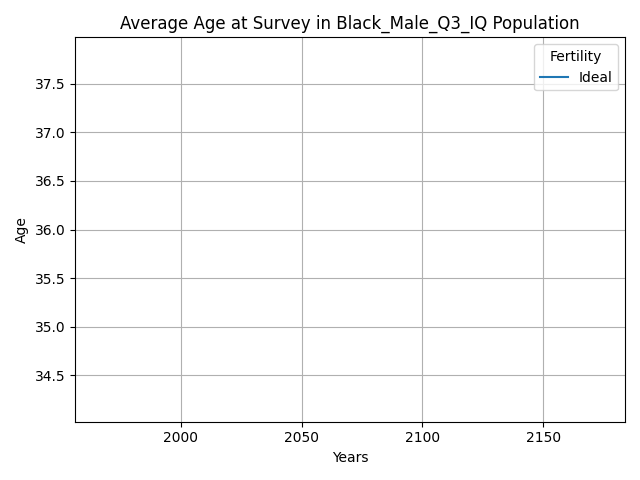 Average Age at Survey in Black_Male_Q3_IQ Population
Fertility
Ideal
37.5
37.0
36.5
36.0
35.5
35.0
34.5
Age
2000 2050 2100 2150
Years